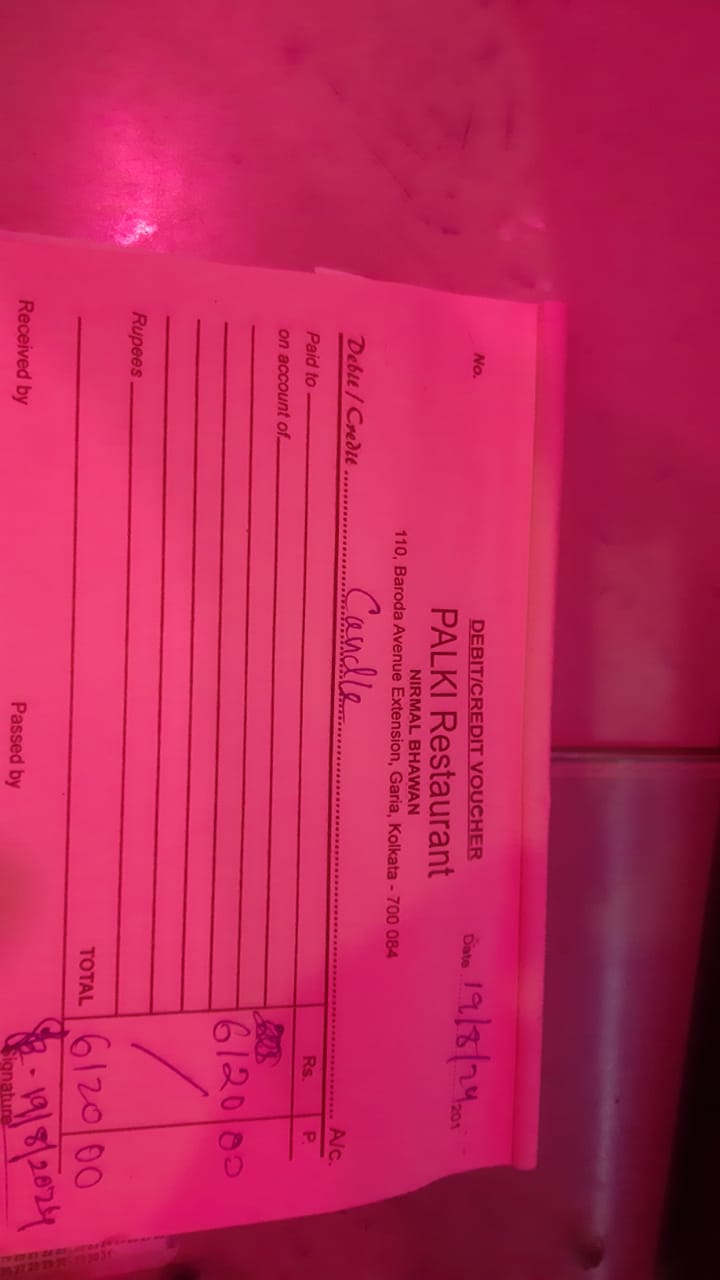 DEBIT/CREDIT VOUCHER
No. Date 19/8/24 201
PALKI Restaurant
NIRMAL BHAWAN
110, Baroda Avenue Extension, Garia, Kolkata - 700 084
Debit / Credit Candle A/c.
Paid to Rs. P.
on account of
6120 00
Rupees
TOTAL 6120 00
19/8/2024
Received by Passed by Signature